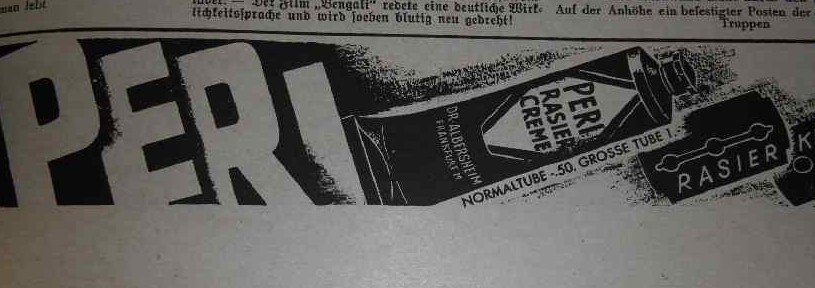 man lebt
lichkeitssprache und wird soeben blutig neu gedreht!
Der Film „Bengali“ redete eine deutliche Wirk-
Auf der Anhöhe ein befestigter Posten der
Truppen
PERI
DR. ALBERSHEIM
FRANKFURT M
PERI
RASIER
CREME
NORMALTUBE -.50, GROSSE TUBE 1.
RASIER
K